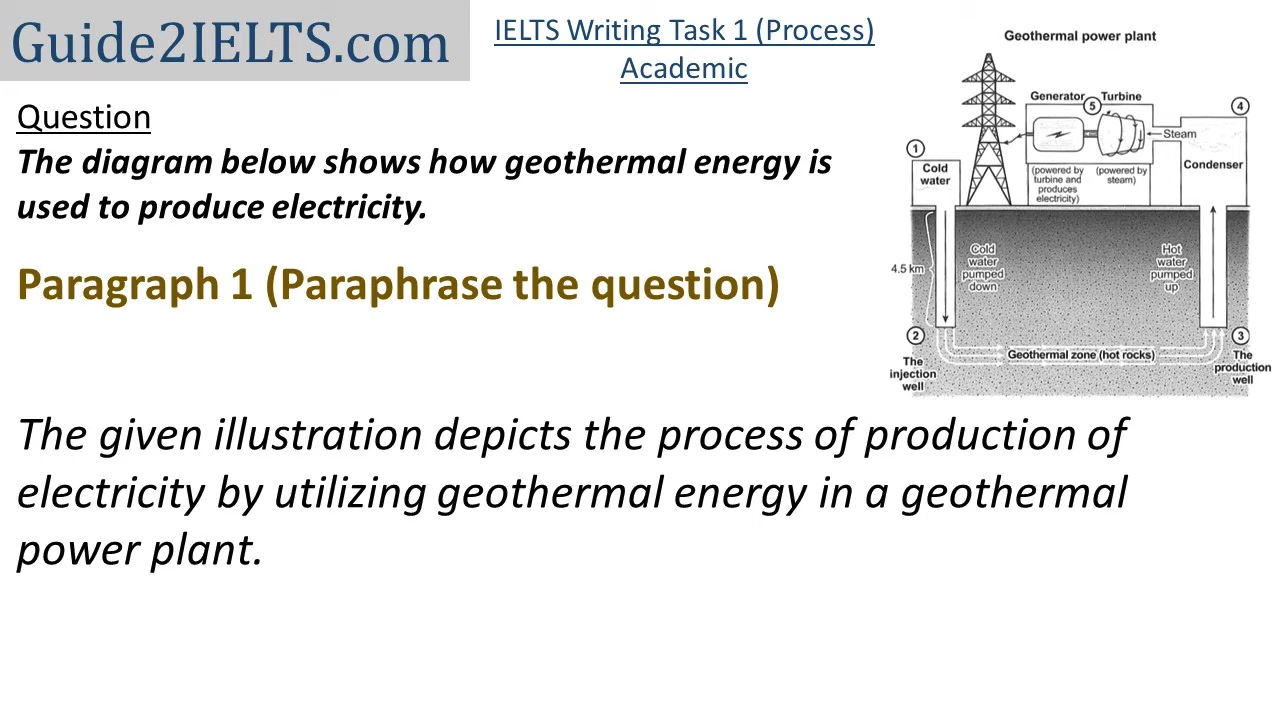 Guide2IELTS.com
IELTS Writing Task 1 (Process)
Academic
Question
The diagram below shows how geothermal energy is
used to produce electricity.
Paragraph 1 (Paraphrase the question)
The given illustration depicts the process of production of
electricity by utilizing geothermal energy in a geothermal
power plant.
Geothermal power plant
Generator 5 Turbine
4
Steam
Condenser
(powered by
turbine and
produces
electricity)
(powered by
steam)
1
Cold
water
4.5 km
Cold
water
pumped
down
Hot
water
pumped
up
2
The
injection
well
Geothermal zone (hot rocks)
3
The
production
well